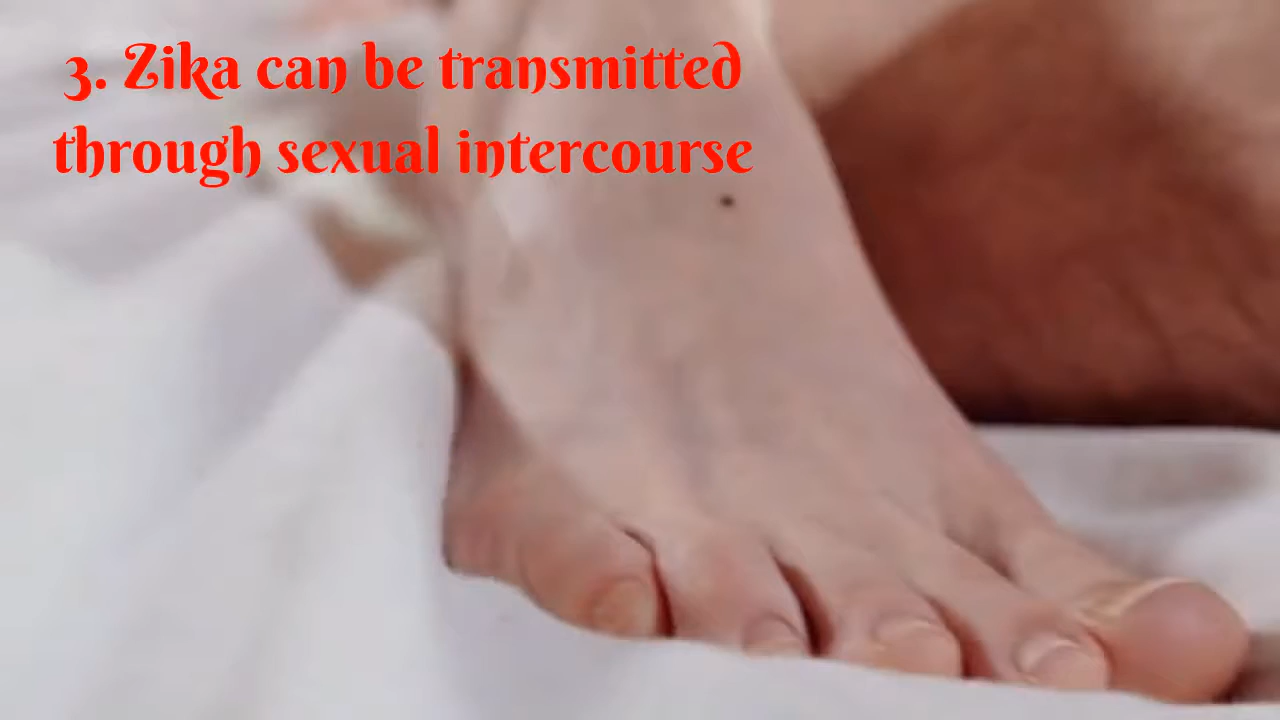 3. Zika can be transmitted
through sexual intercourse